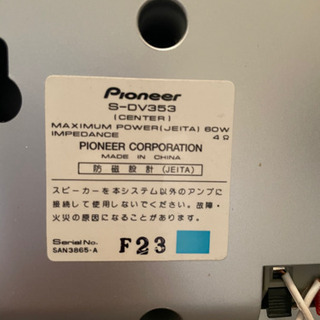 Pioneer
S-DV353
(CENTER)
MAXIMUM POWER(JEITA) 60W
IMPEDANCE 4Ω
PIONEER CORPORATION
MADE IN CHINA
防磁設計 (JEITA)
スピーカーを本システム以外のアンプに
接続して使用しないでください。故障・
火災の原因になることがあります。
Serial No. F23
SAN3865-A